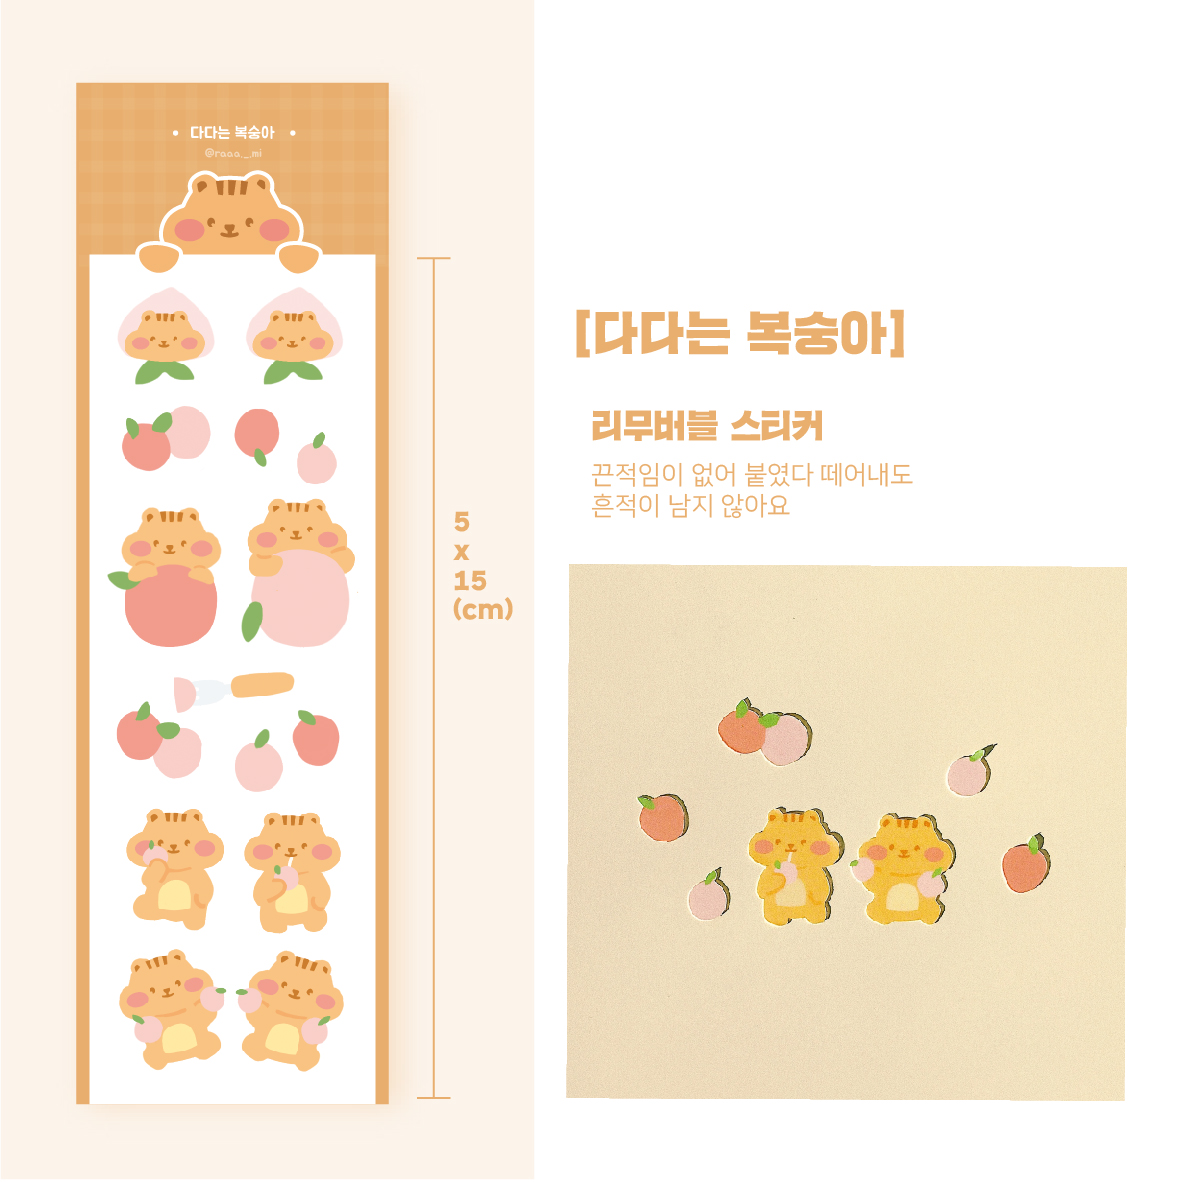 • 다다는 복숭아 •
@raaa._.mi
5
x
15
(cm)
[다다는 복숭아]
리무버블 스티커
끈적임이 없어 붙였다 떼어내도
흔적이 남지 않아요